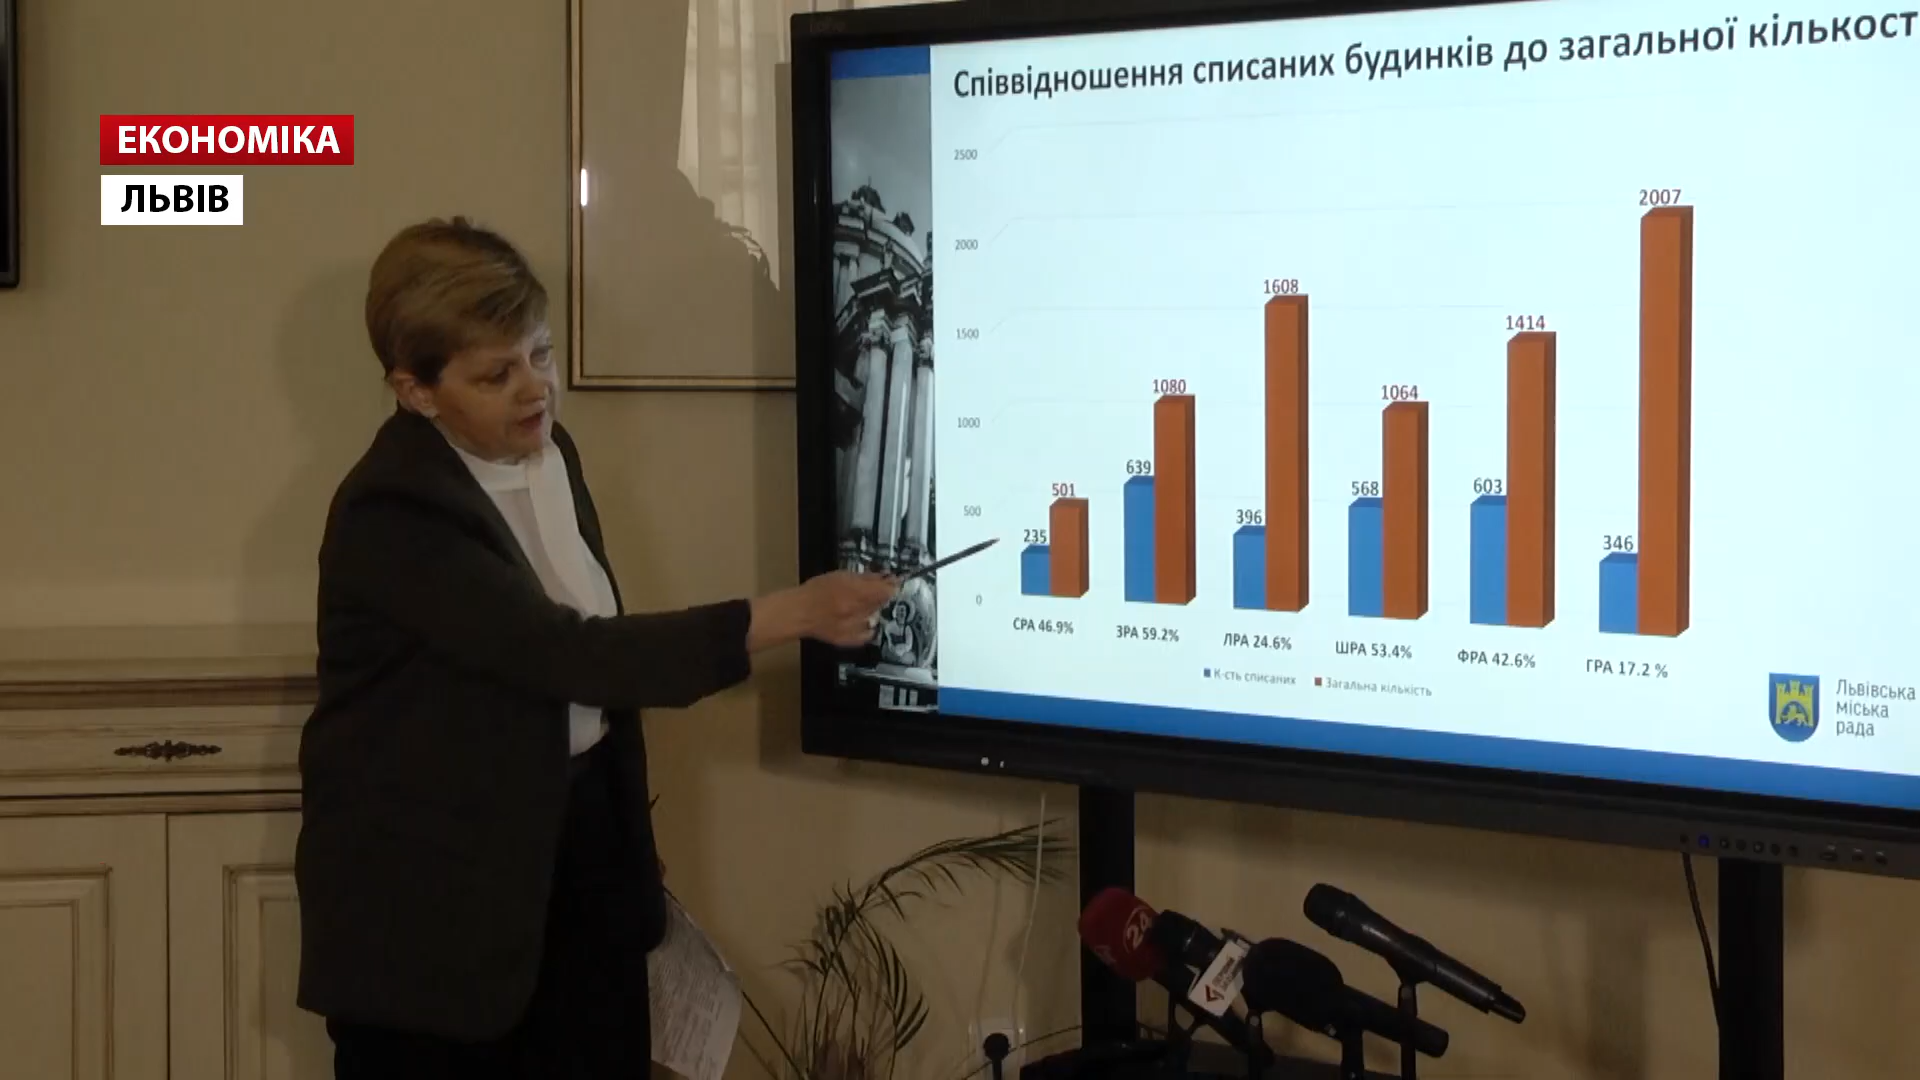 ЕКОНОМІКА
ЛЬВІВ
Співвідношення списаних будинків до загальної кількост
2500
2000
1500
1000
500
0
235
501
639
1080
396
1608
568
1064
603
1414
346
2007
СРА 46.9%
ЗРА 59.2%
ЛРА 24.6%
ШРА 53.4%
ФРА 42.6%
ГРА 17.2 %
К-сть списаних
Загальна кількість
Львівська
міська
рада
24